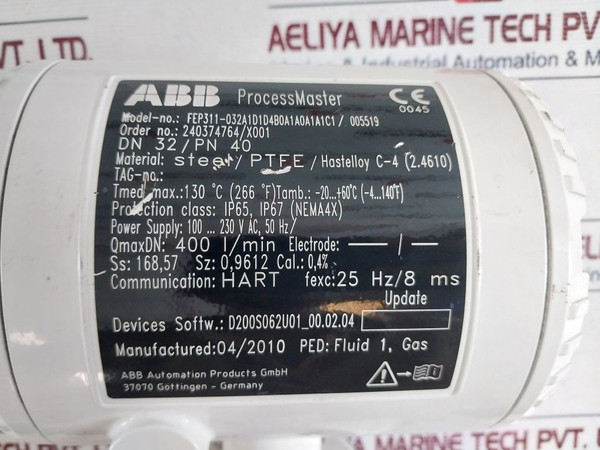 AELIYA MARINE TECH PVT.
Marine & Industrial Automation & M
PVT. LTD.
ABB ProcessMaster CE
0045
Model-no.: FEP311-032A1D1D4B0A1A0A1A1C1/ 005519
Order no.: 240374764/X001
DN 32/PN 40
Material: steel/PTFE/Hastelloy C-4 (2.4610)
TAG-no.:
Tmed.max.:130 °C (266 °F)Tamb.: -20...+60°C (-4...140°F)
Protection class: IP65, IP67 (NEMA4X)
Power Supply: 100 ... 230 V AC, 50 Hz/
QmaxDN: 400 l/min Electrode: — / —
Ss: 168,57 Sz: 0,9612 Cal.: 0,4%
Communication: HART fexc: 25 Hz/8 ms
Update
Devices Softw.: D200S062U01_00.02.04
Manufactured: 04/2010 PED: Fluid 1, Gas
ABB Automation Products GmbH
37070 Göttingen - Germany
AELIYA MARINE TECH PVT.